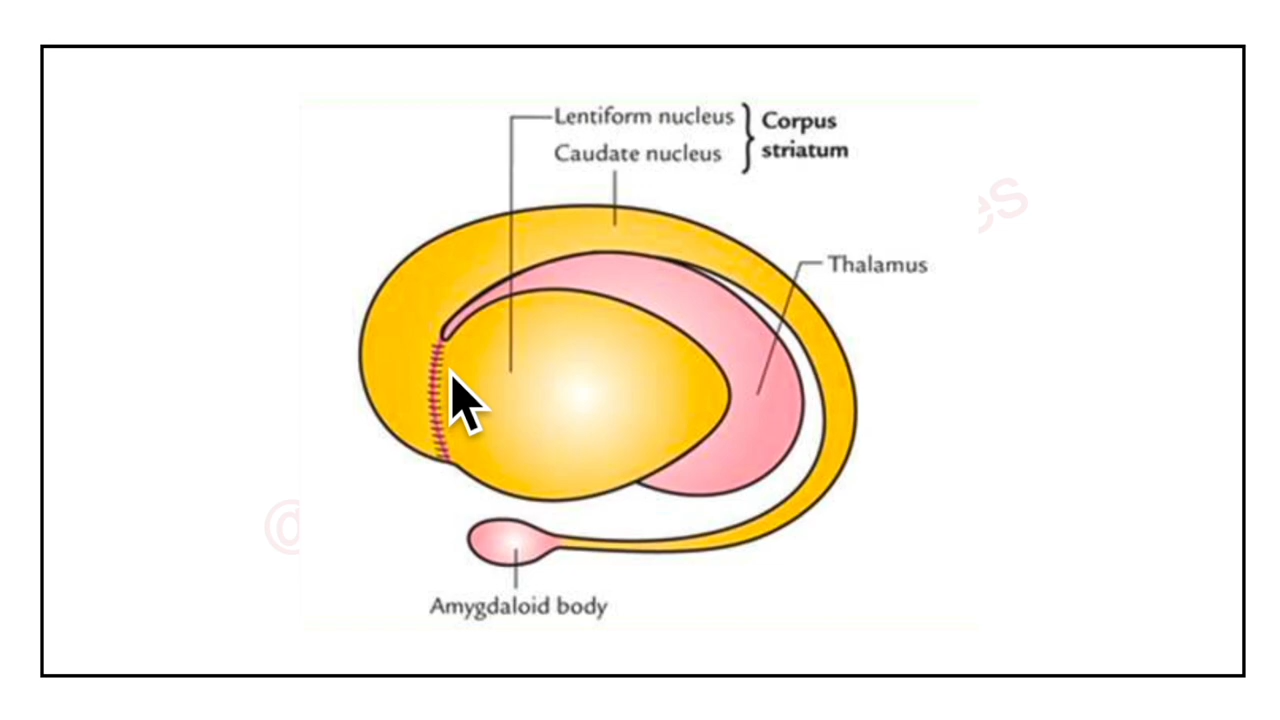 Lentiform nucleus
Caudate nucleus
Corpus
striatum
Thalamus
Amygdaloid body